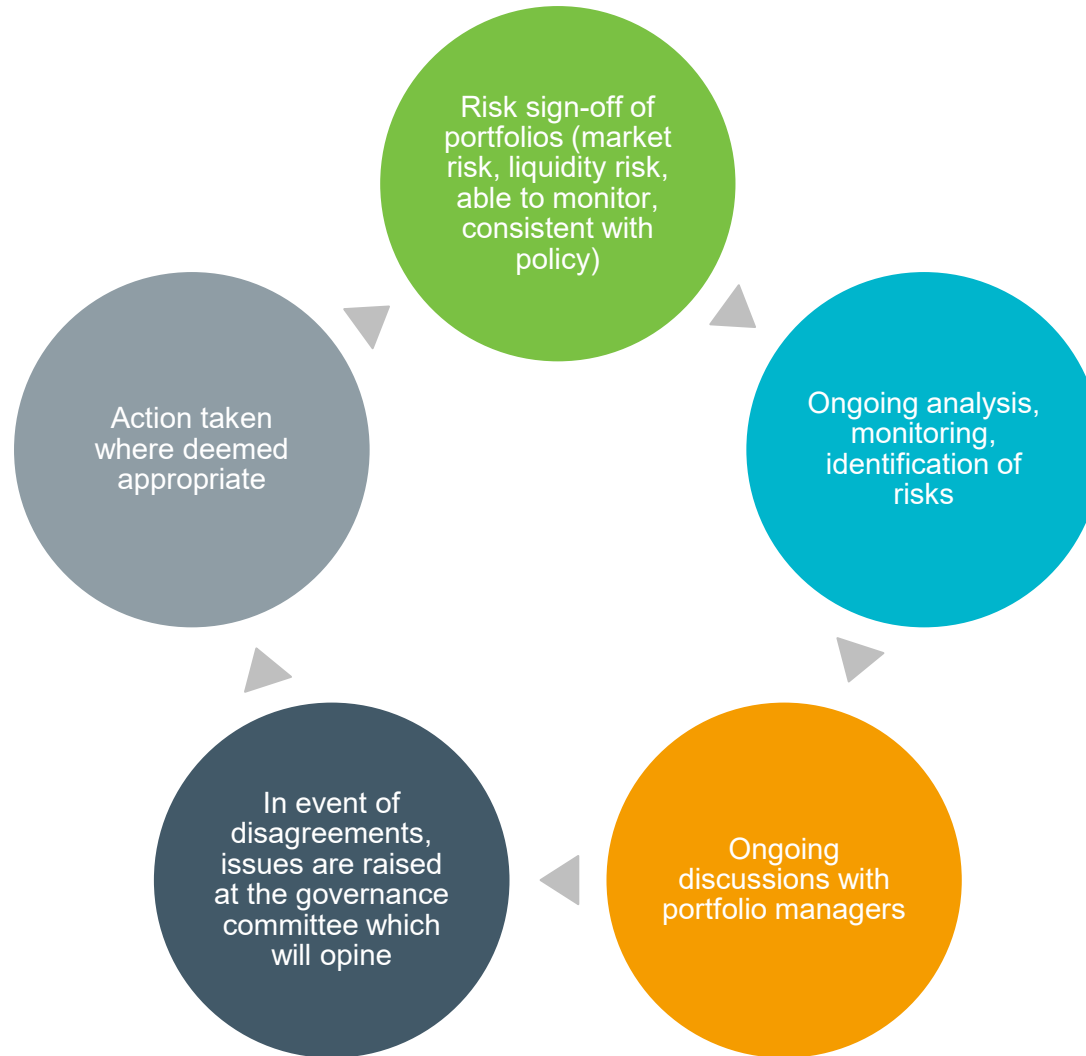 Risk sign-off of
portfolios (market
risk, liquidity risk,
able to monitor,
consistent with
policy)
Ongoing analysis,
monitoring,
identification of
risks
Ongoing
discussions with
portfolio managers
In event of
disagreements,
issues are raised
at the governance
committee which
will opine
Action taken
where deemed
appropriate